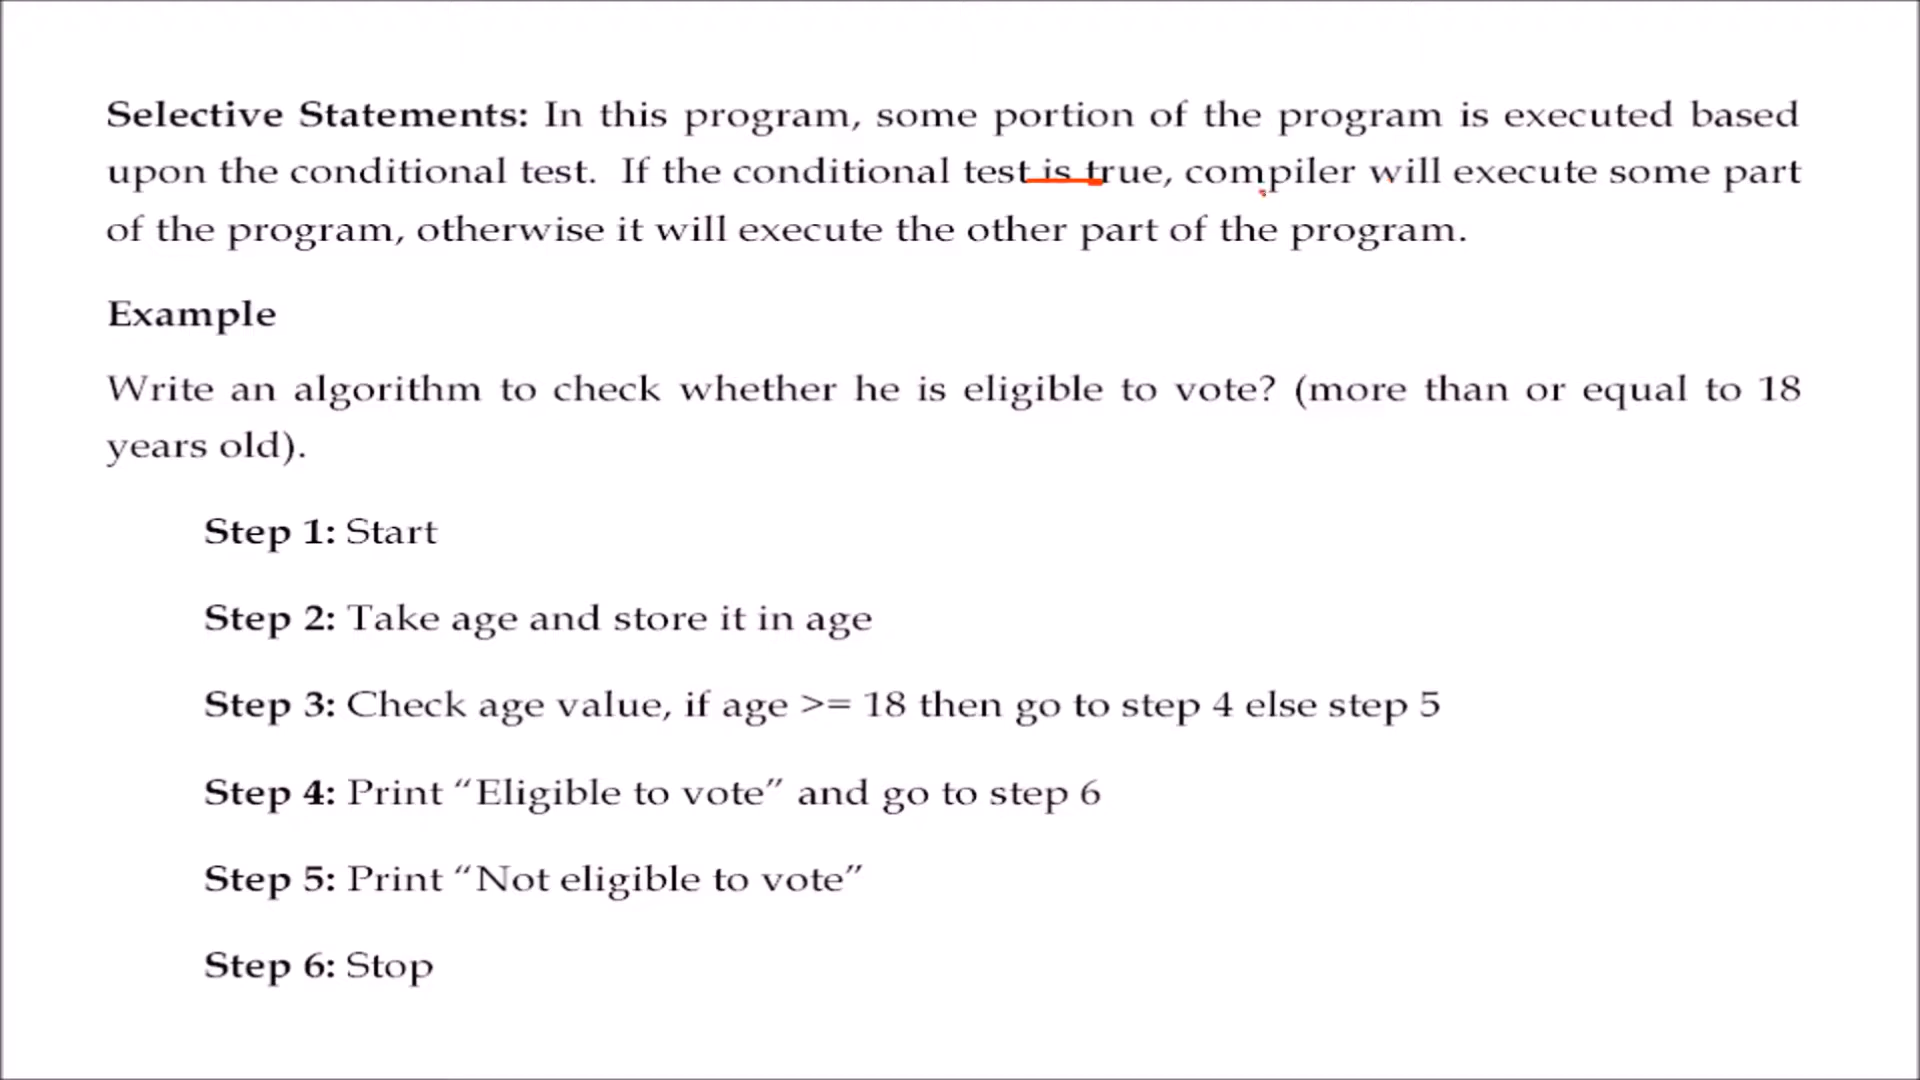 Selective Statements: In this program, some portion of the program is executed based
upon the conditional test. If the conditional test is true, compiler will execute some part
of the program, otherwise it will execute the other part of the program.
Example
Write an algorithm to check whether he is eligible to vote? (more than or equal to 18
years old).
Step 1: Start
Step 2: Take age and store it in age
Step 3: Check age value, if age >= 18 then go to step 4 else step 5
Step 4: Print “Eligible to vote” and go to step 6
Step 5: Print “Not eligible to vote”
Step 6: Stop